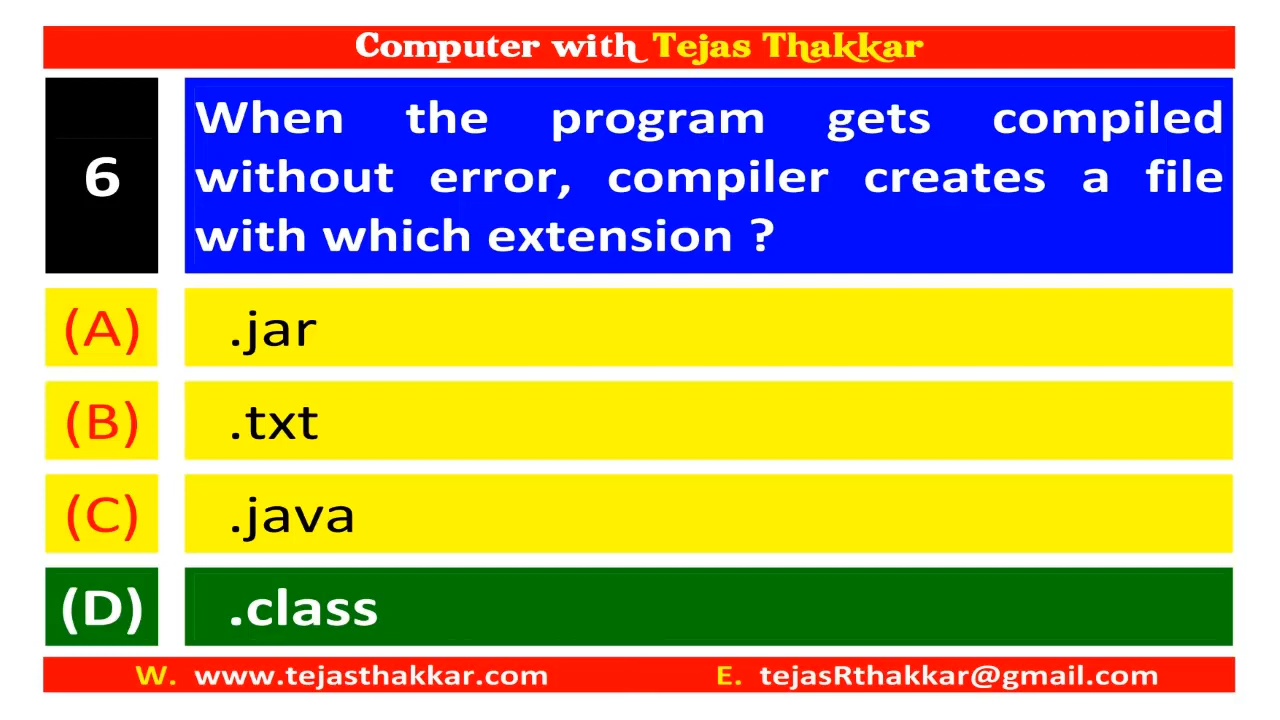 Computer with Tejas Thakkar
6
When the program gets compiled
without error, compiler creates a file
with which extension ?
(A) .jar
(B) .txt
(C) .java
(D) .class
W. www.tejasthakkar.com E. tejasRthakkar@gmail.com